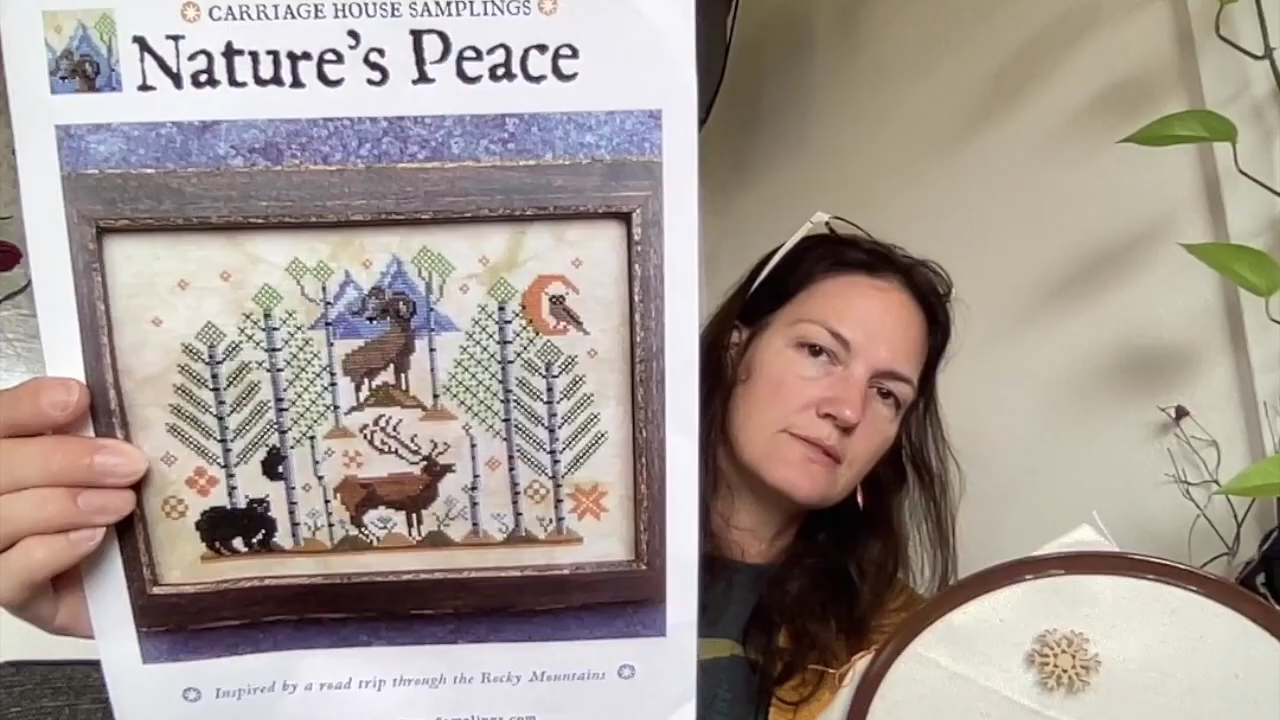 CARRIAGE HOUSE SAMPLINGS
Nature's Peace
Inspired by a road trip through the Rocky Mountains